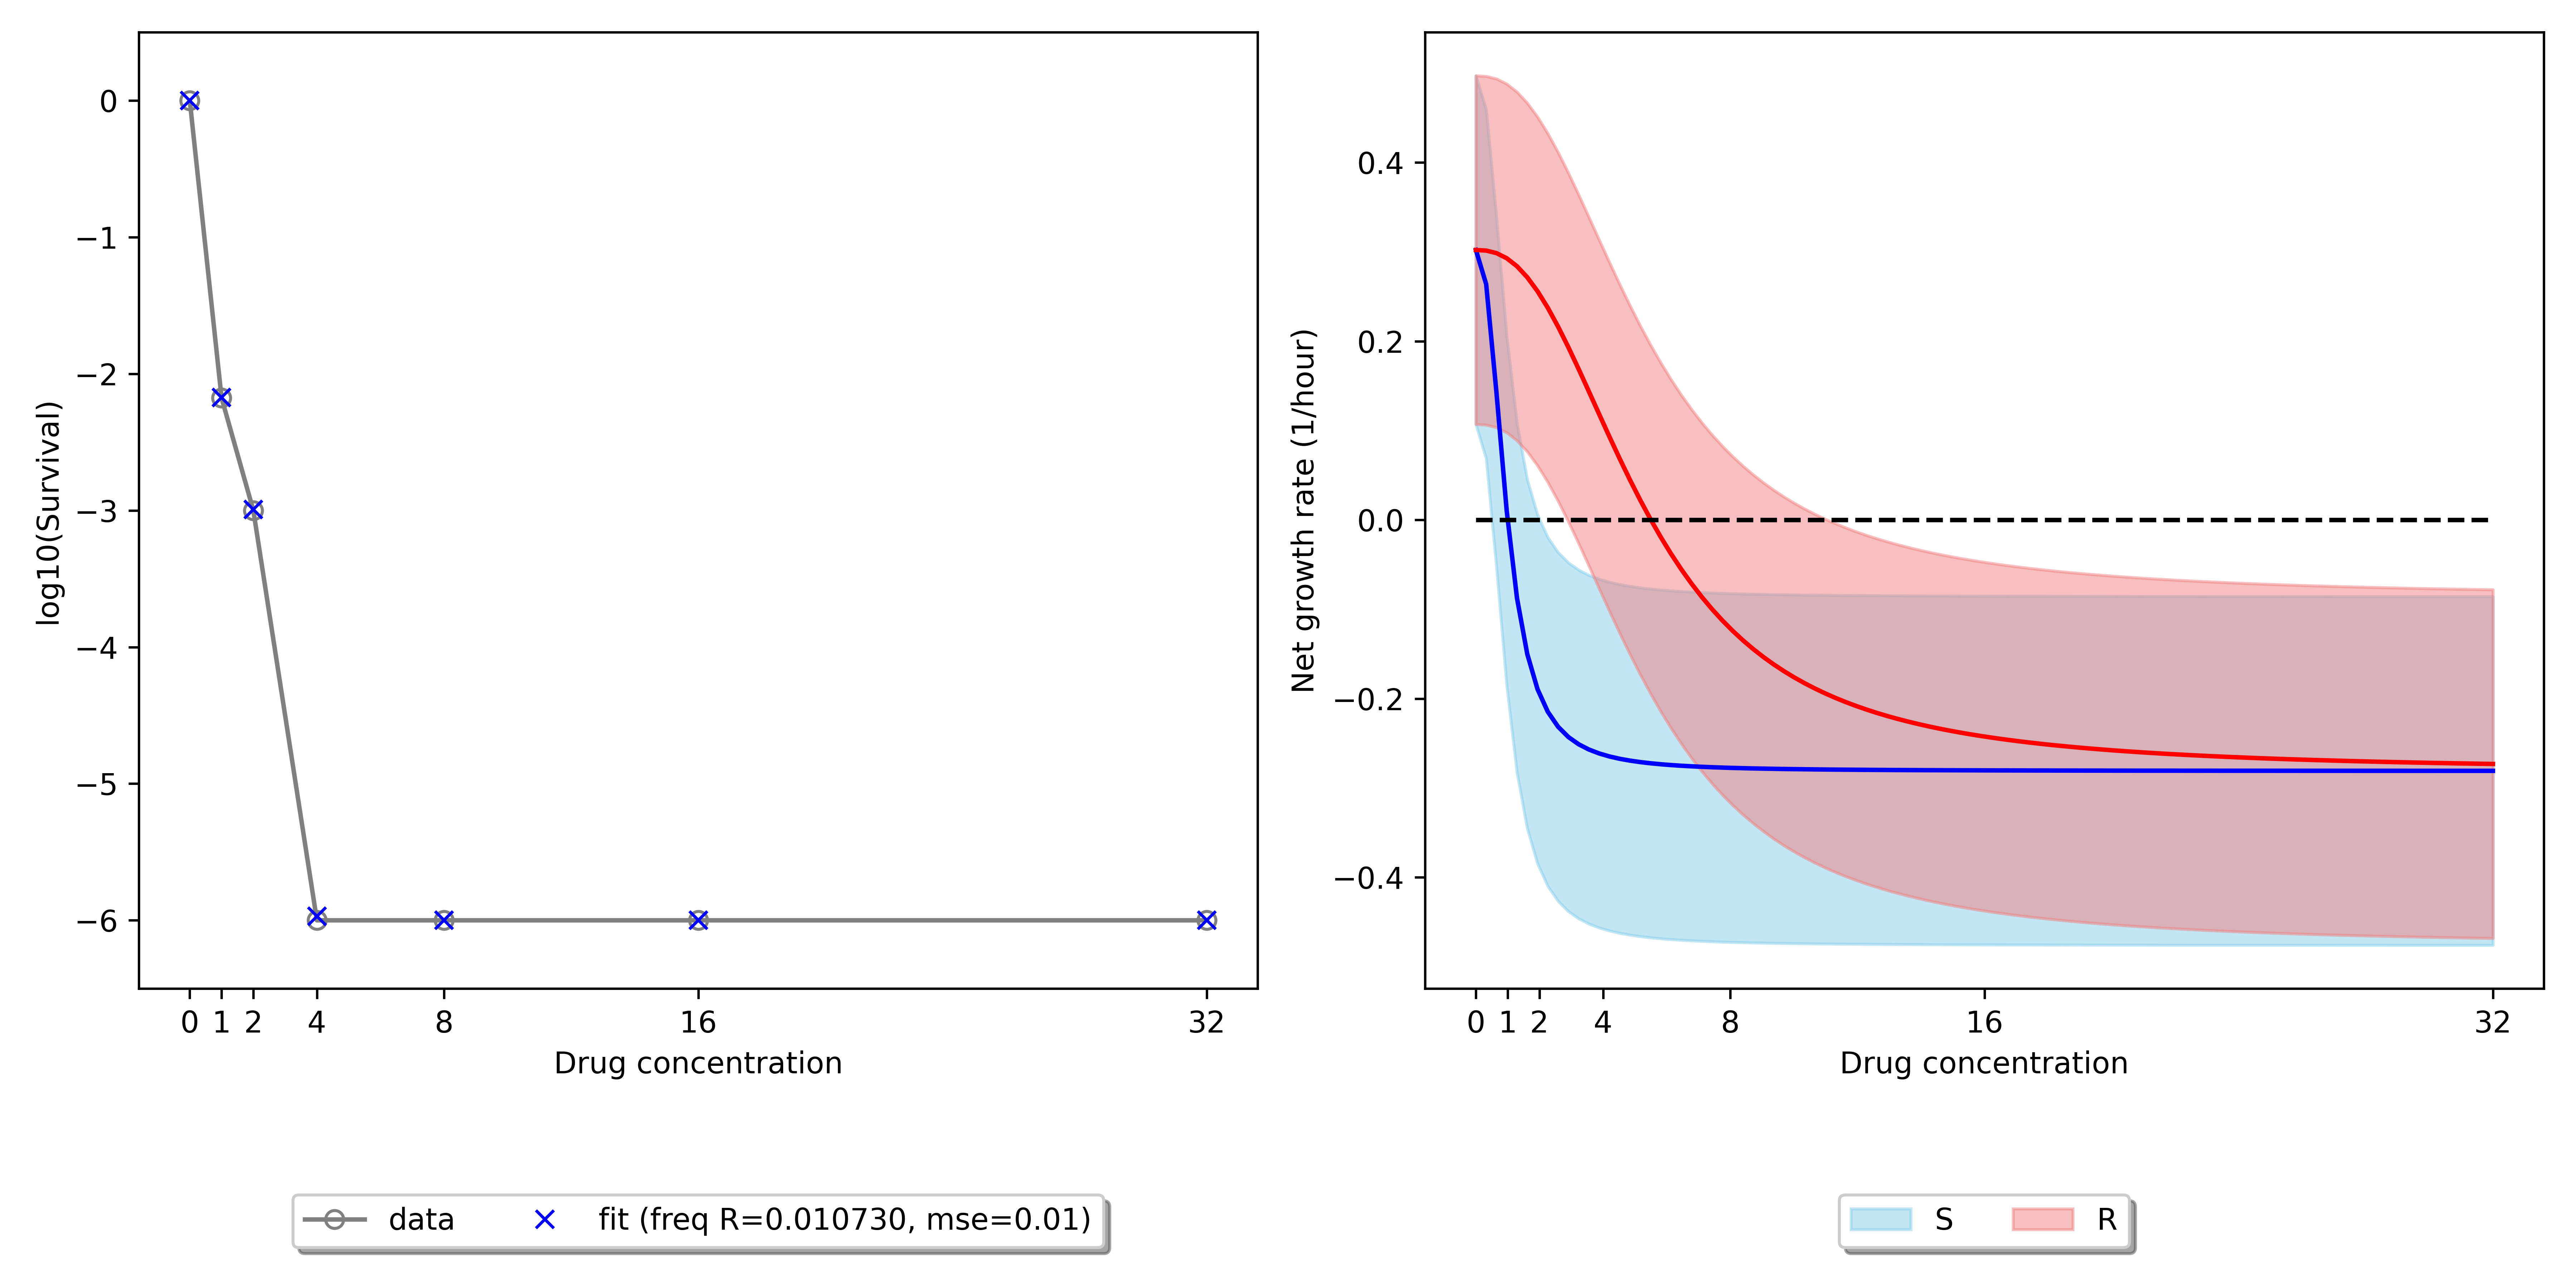 log10(Survival)
0
−1
−2
−3
−4
−5
−6
0 1 2 4 8 16 32
Drug concentration
data fit (freq R=0.010730, mse=0.01)
Net growth rate (1/hour)
0.4
0.2
0.0
−0.2
−0.4
0 1 2 4 8 16 32
Drug concentration
S R